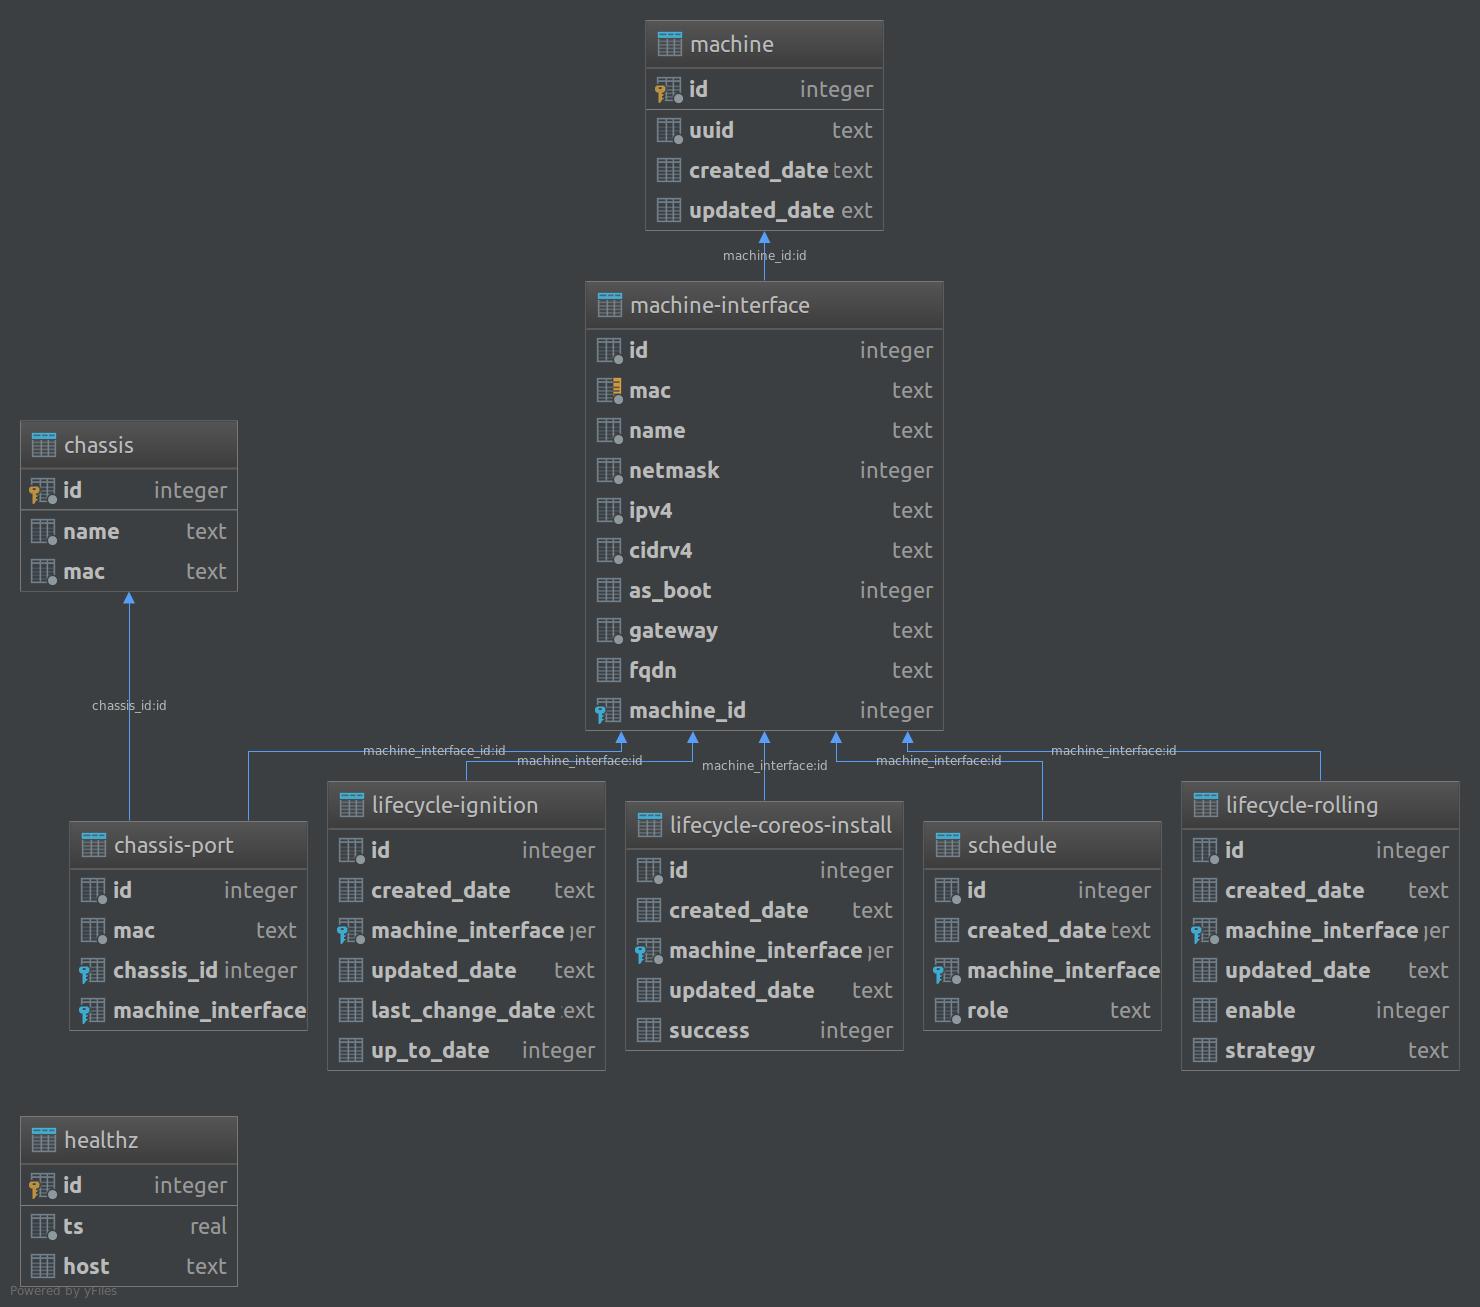 machine
id integer
uuid text
created_date text
updated_date ext
machine_id:id
machine-interface
id integer
mac text
name text
netmask integer
ipv4 text
cidrv4 text
as_boot integer
gateway text
fqdn text
machine_id integer
chassis
id integer
name text
mac text
chassis_id:id
machine_interface_id:id
machine_interface:id
machine_interface:id
machine_interface:id
machine_interface:id
chassis-port
id integer
mac text
chassis_id integer
machine_interface
lifecycle-ignition
id integer
created_date text
machine_interface ger
updated_date text
last_change_date ext
up_to_date integer
lifecycle-coreos-install
id integer
created_date text
machine_interface ger
updated_date text
success integer
schedule
id integer
created_date text
machine_interface
role text
lifecycle-rolling
id integer
created_date text
machine_interface ger
updated_date text
enable integer
strategy text
healthz
id integer
ts real
host text
Powered by yFiles